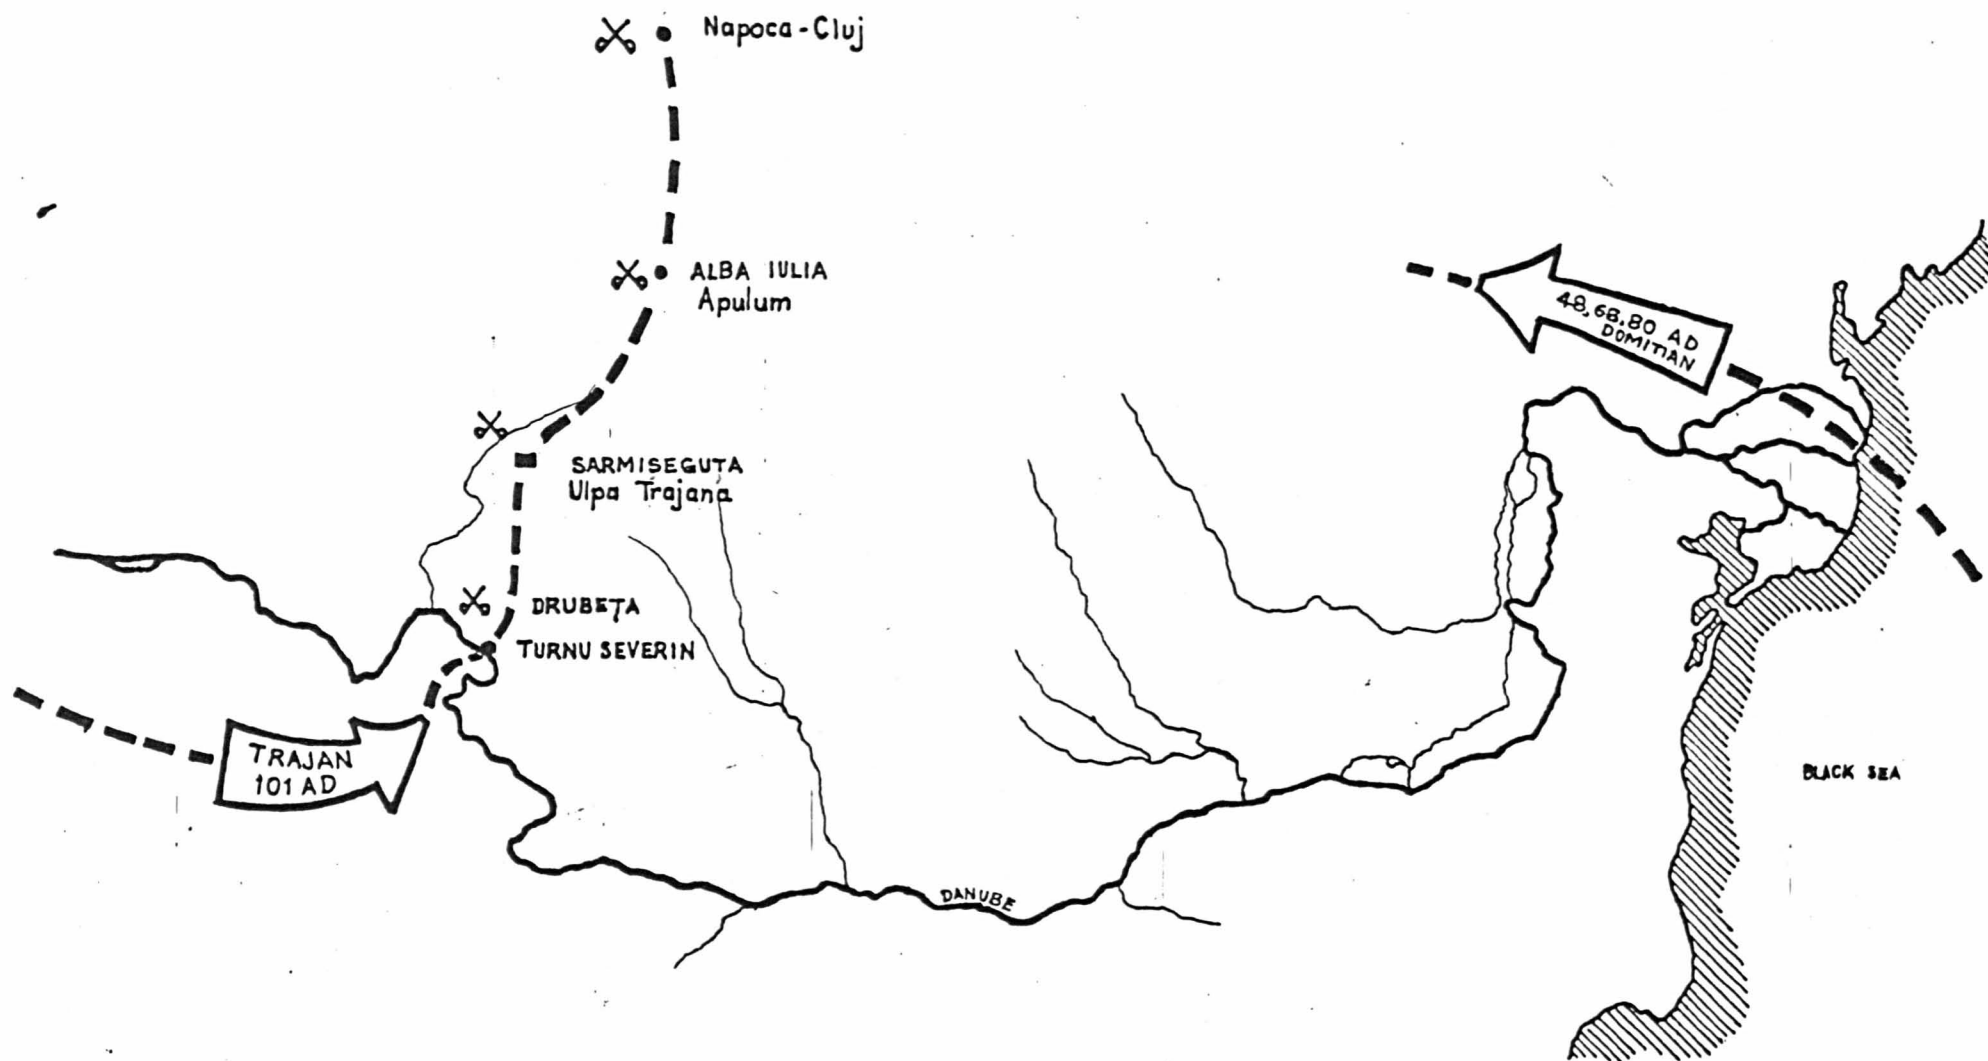 Napoca-Cluj
ALBA IULIA
Apulum
48,68,80 AD
DOMITIAN
SARMISEGUTA
Ulpa Trajana
DRUBEŢA
TURNU SEVERIN
TRAJAN
101 AD
BLACK SEA
DANUBE